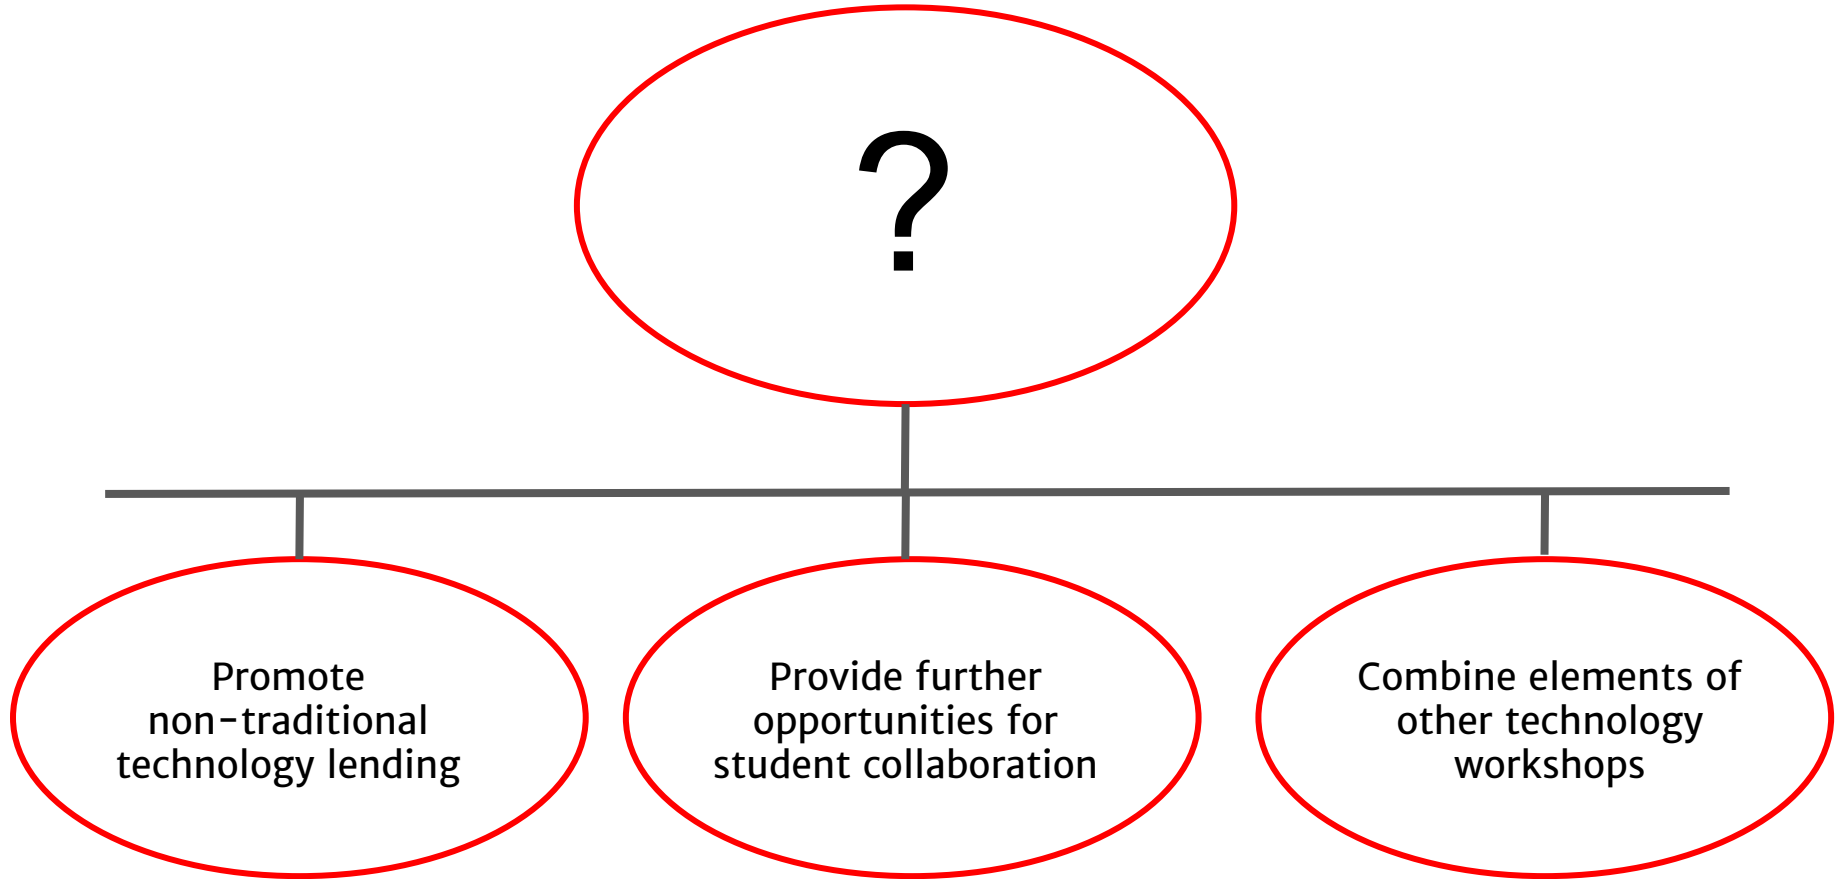 ?
Promote
non-traditional
technology lending
Provide further
opportunities for
student collaboration
Combine elements of
other technology
workshops